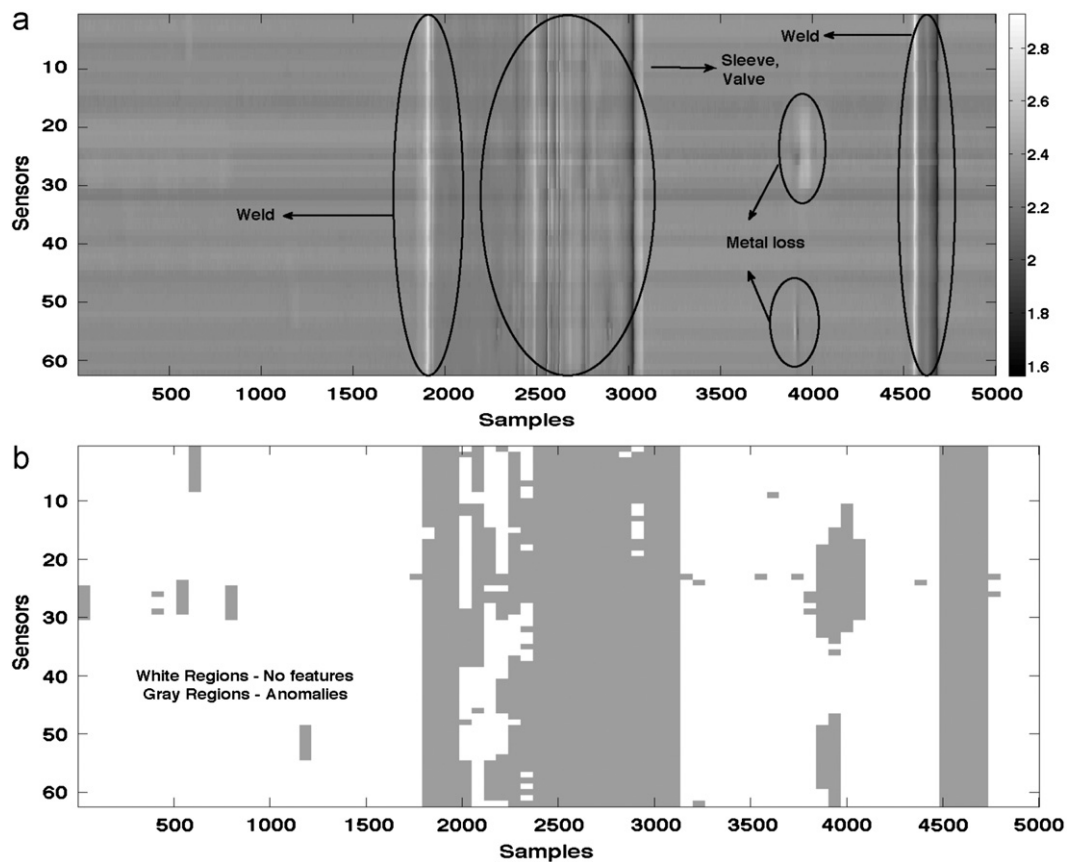 a
Weld
Sleeve,
Valve
Weld
Metal loss
10
20
30
40
50
60
Sensors
500 1000 1500 2000 2500 3000 3500 4000 4500 5000
Samples
2.8
2.6
2.4
2.2
2
1.8
1.6
b
White Regions - No features
Gray Regions - Anomalies
10
20
30
40
50
60
Sensors
500 1000 1500 2000 2500 3000 3500 4000 4500 5000
Samples